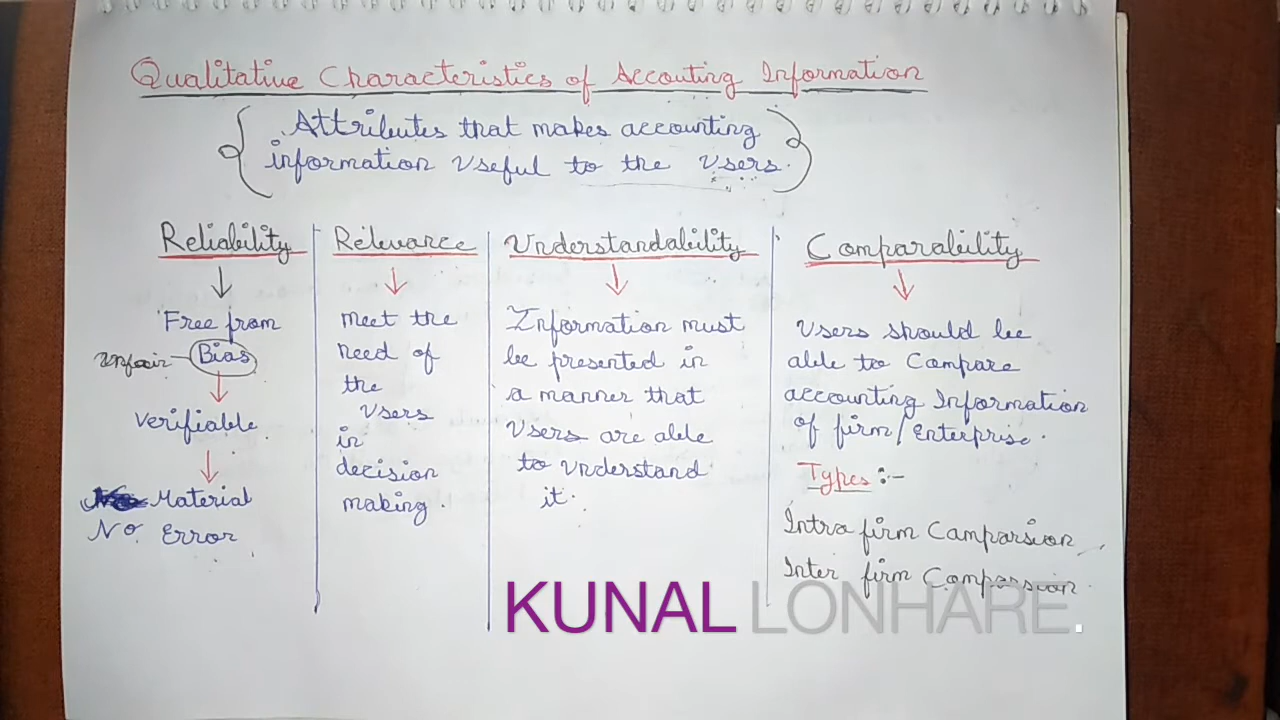 Qualitative Characteristics of Accouting Information
Attributes that makes accounting
information Useful to the Users.
Reliability
Free from
Unfair Bias
Verifiable
Material
No Error
Relevance
meet the
need of
the
Users
in
decision
making.
Understandability
Information must
be presented in
a manner that
Users are able
to Understand
it.
Comparability
Users should be
able to Compare
accounting Information
of firm/Enterprise.
Types :-
Intra firm Comparsion
Inter firm Comparsion
KUNAL LONHARE.